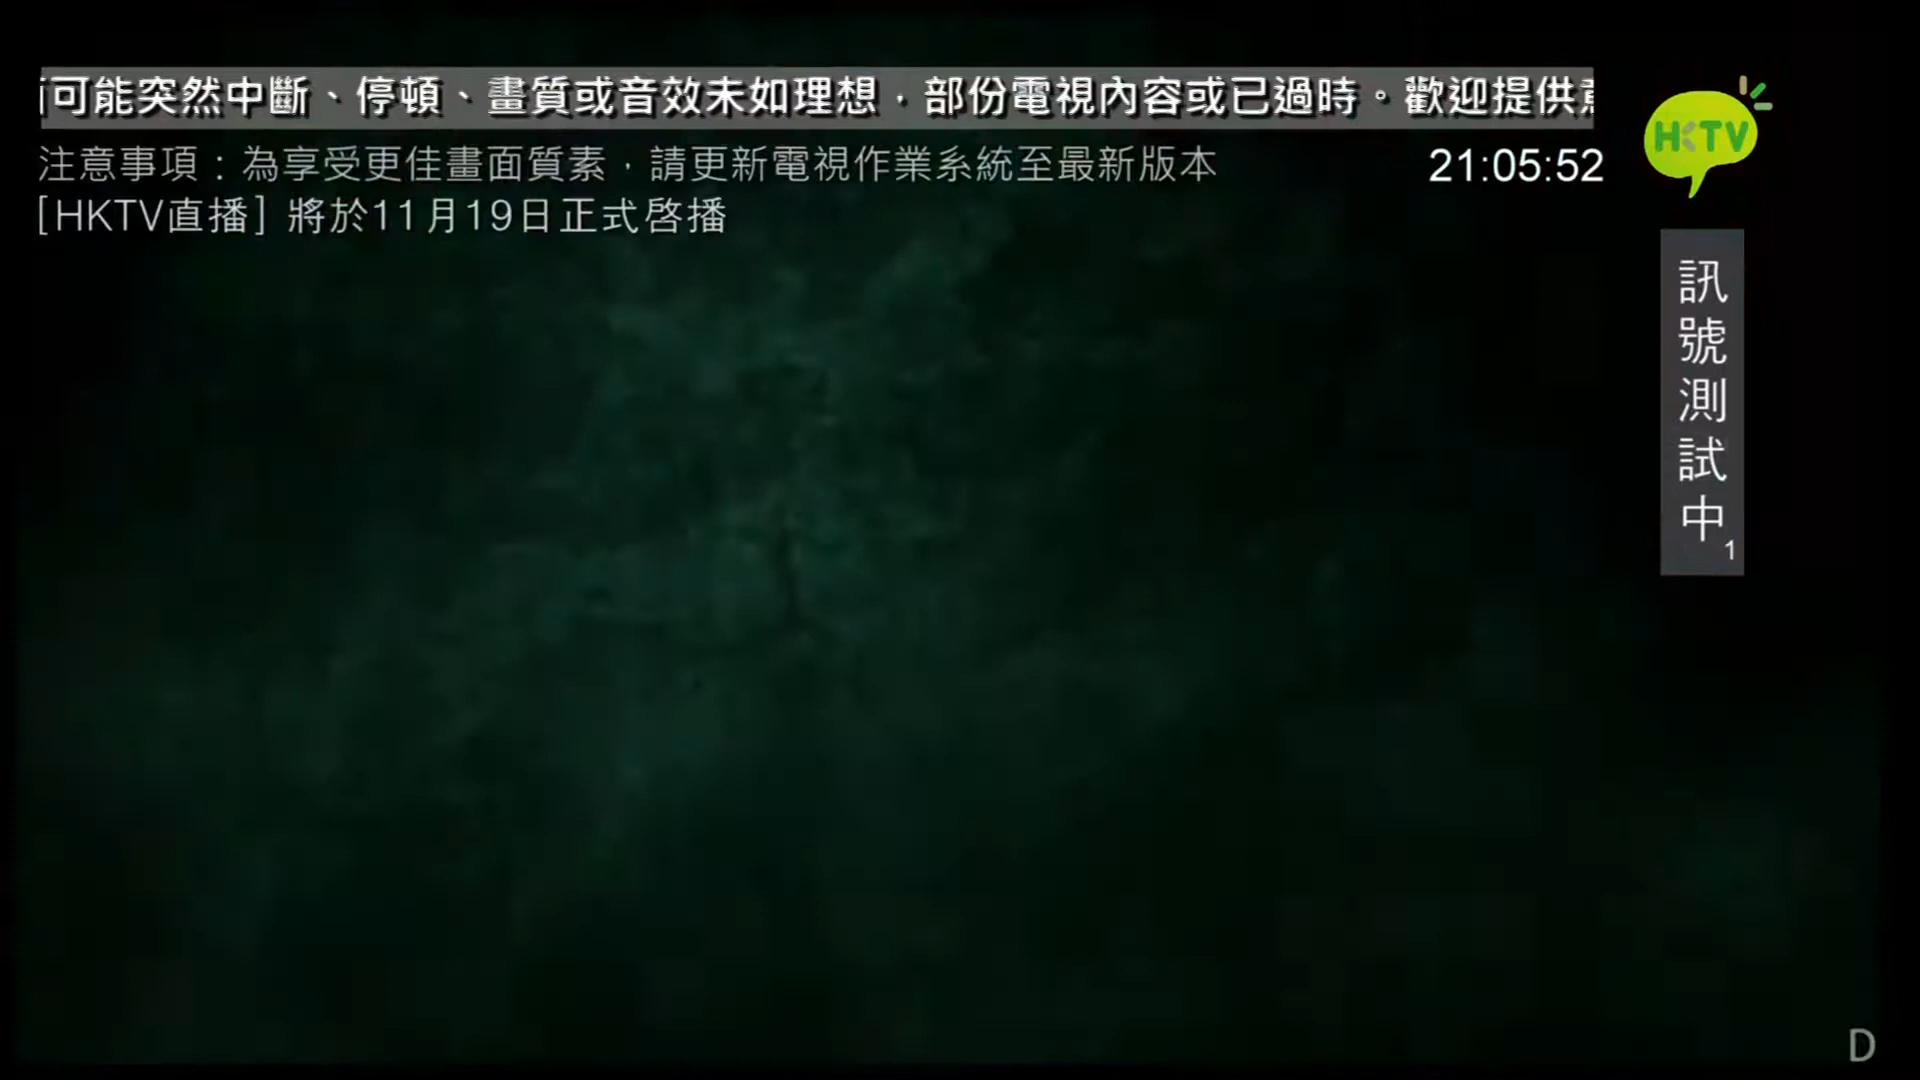 可能突然中斷、停頓、畫質或音效未如理想，部份電視內容或已過時。歡迎提供
注意事項：為享受更佳畫面質素，請更新電視作業系統至最新版本
21:05:52
HKTV
[HKTV直播] 將於11月19日正式啓播
訊號測試中
1
D